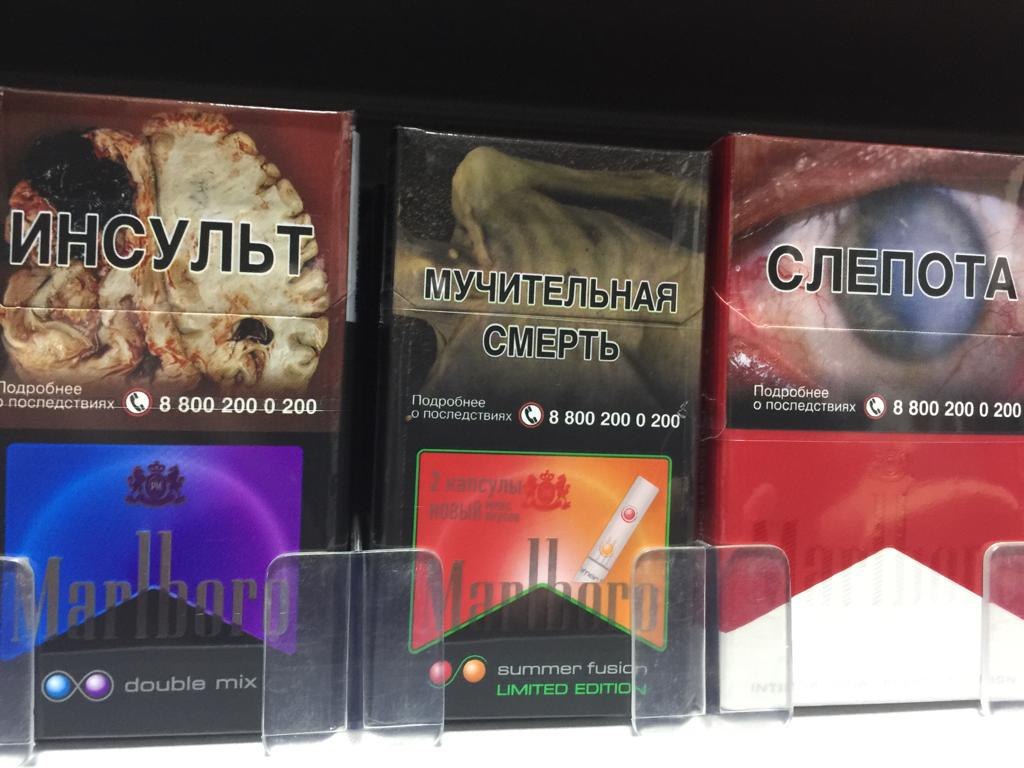 ИНСУЛЬТ
Подробнее
о последствиях 8 800 200 0 200
PM
Marlboro
double mix
МУЧИТЕЛЬНАЯ
СМЕРТЬ
Подробнее
о последствиях 8 800 200 0 200
2 капсулы
новый
Marlboro
summer fusion
LIMITED EDITION
СЛЕПОТА
Подробнее
о последствиях 8 800 200 0 200
Marlboro